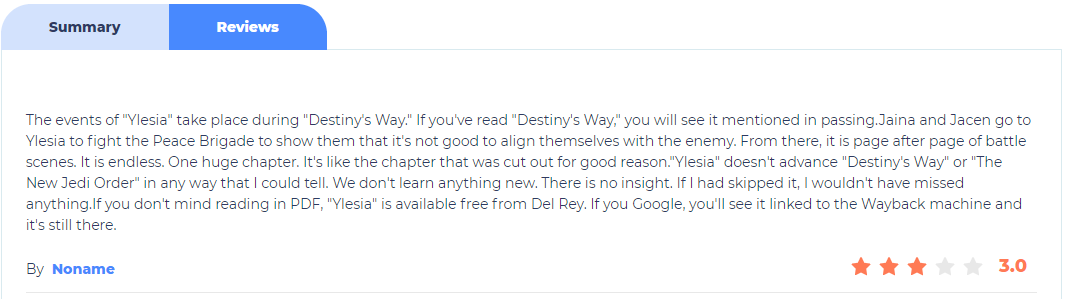 Summary
Reviews
The events of "Ylesia" take place during "Destiny's Way." If you've read "Destiny's Way," you will see it mentioned in passing.Jaina and Jacen go to
Ylesia to fight the Peace Brigade to show them that it's not good to align themselves with the enemy. From there, it is page after page of battle
scenes. It is endless. One huge chapter. It's like the chapter that was cut out for good reason."Ylesia" doesn't advance "Destiny's Way" or "The
New Jedi Order" in any way that I could tell. We don't learn anything new. There is no insight. If I had skipped it, I wouldn't have missed
anything.If you don't mind reading in PDF, "Ylesia" is available free from Del Rey. If you Google, you'll see it linked to the Wayback machine and
it's still there.
By Noname
3.0